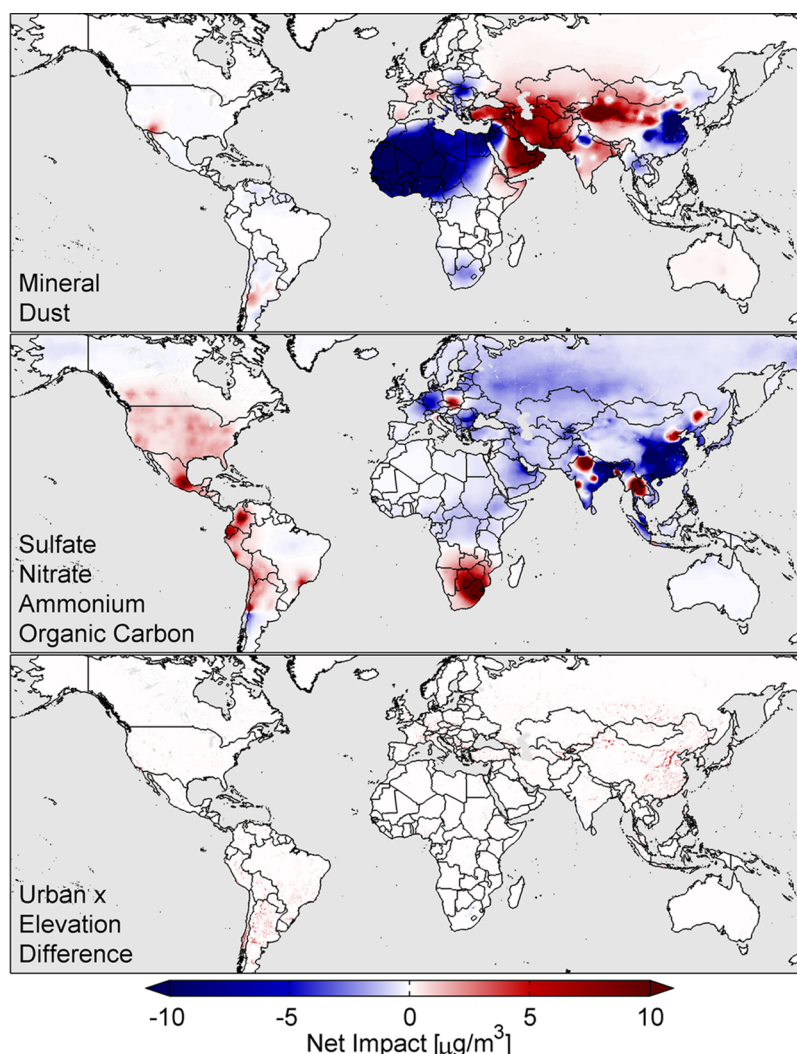 Mineral
Dust
Sulfate
Nitrate
Ammonium
Organic Carbon
Urban x
Elevation
Difference
-10 -5 0 5 10
Net Impact [μg/m³]